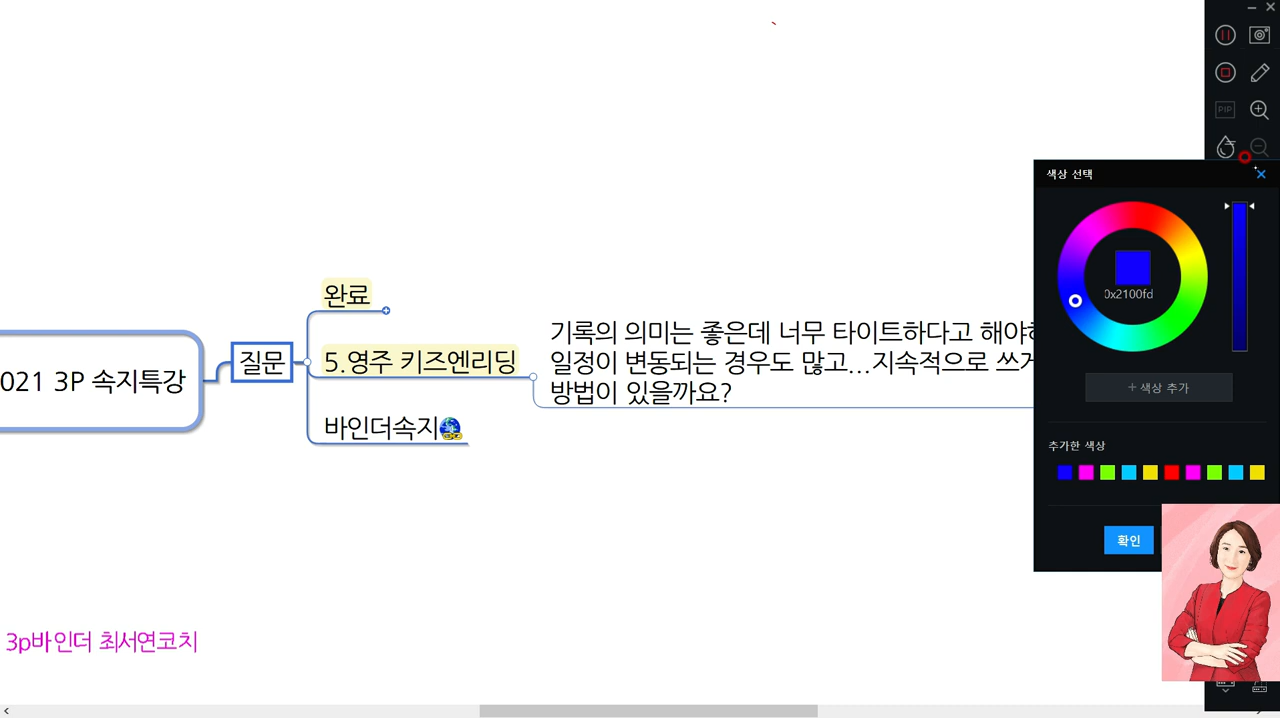 완료
기록의 의미는 좋은데 너무 타이트하다고 해야
5.영주 키즈엔리딩
일정이 변동되는 경우도 많고...지속적으로 쓰
방법이 있을까요?
질문
021 3P 속지특강
바인더속지
3p바인더 최서연코치
PIP
색상 선택
0x2100fd
+ 색상 추가
추가한 색상
확인